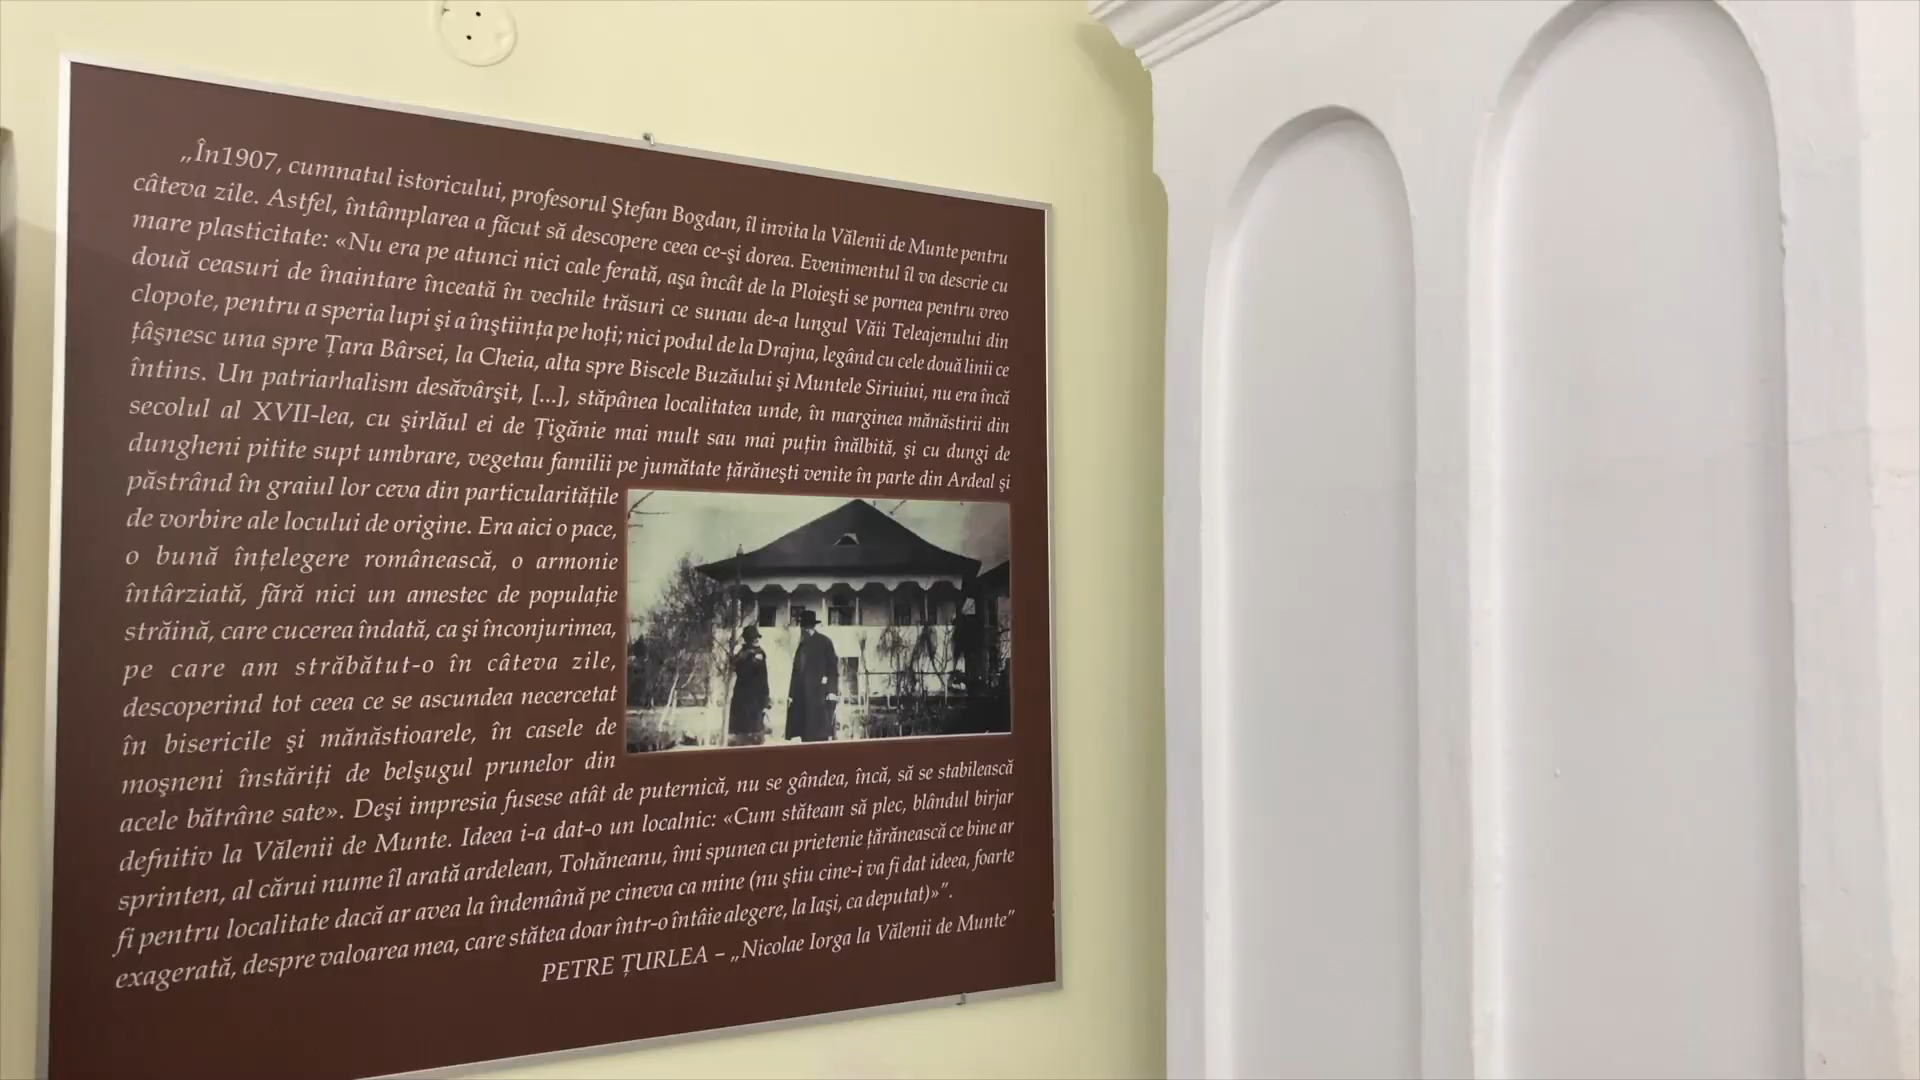 „În1907, cumnatul istoricului, profesorul Ştefan Bogdan, îl invita la Vălenii de Munte pentru
câteva zile. Astfel, întâmplarea a făcut să descopere ceea ce-şi dorea. Evenimentul îl va descrie cu
mare plasticitate: «Nu era pe atunci nici cale ferată, aşa încât de la Ploieşti se pornea pentru vreo
două ceasuri de înaintare înceată în vechile trăsuri ce sunau de-a lungul Văii Teleajenului din
clopote, pentru a speria lupi şi a înştiinţa pe hoţi; nici podul de la Drajna, legând cu cele două linii ce
ţâşnesc una spre Ţara Bârsei, la Cheia, alta spre Biscele Buzăului şi Muntele Siriuiui, nu era încă
întins. Un patriarhalism desăvârşit, [...], stăpânea localitatea unde, în marginea mănăstirii din
secolul al XVII-lea, cu şirlăul ei de Ţigănie mai mult sau mai puţin înălbită, şi cu dungi de
dungheni pitite supt umbrare, vegetau familii pe jumătate ţărăneşti venite în parte din Ardeal şi
păstrând în graiul lor ceva din particularităţile
de vorbire ale locului de origine. Era aici o pace,
o bună înţelegere românească, o armonie
întârziată, fără nici un amestec de populaţie
străină, care cucerea îndată, ca şi înconjurimea,
pe care am străbătut-o în câteva zile,
descoperind tot ceea ce se ascundea necercetat
în bisericile şi mănăstioarele, în casele de
moşneni înstăriţi de belşugul prunelor din
acele bătrâne sate». Deşi impresia fusese atât de puternică, nu se gândea, încă, să se stabilească
defnitiv la Vălenii de Munte. Ideea i-a dat-o un localnic: «Cum stăteam să plec, blândul birjar
sprinten, al cărui nume îl arată ardelean, Tohăneanu, îmi spunea cu prietenie ţărănească ce bine ar
fi pentru localitate dacă ar avea la îndemână pe cineva ca mine (nu ştiu cine-i va fi dat ideea, foarte
exagerată, despre valoarea mea, care stătea doar într-o întâie alegere, la Iaşi, ca deputat)»”.
PETRE ŢURLEA – „Nicolae Iorga la Vălenii de Munte”